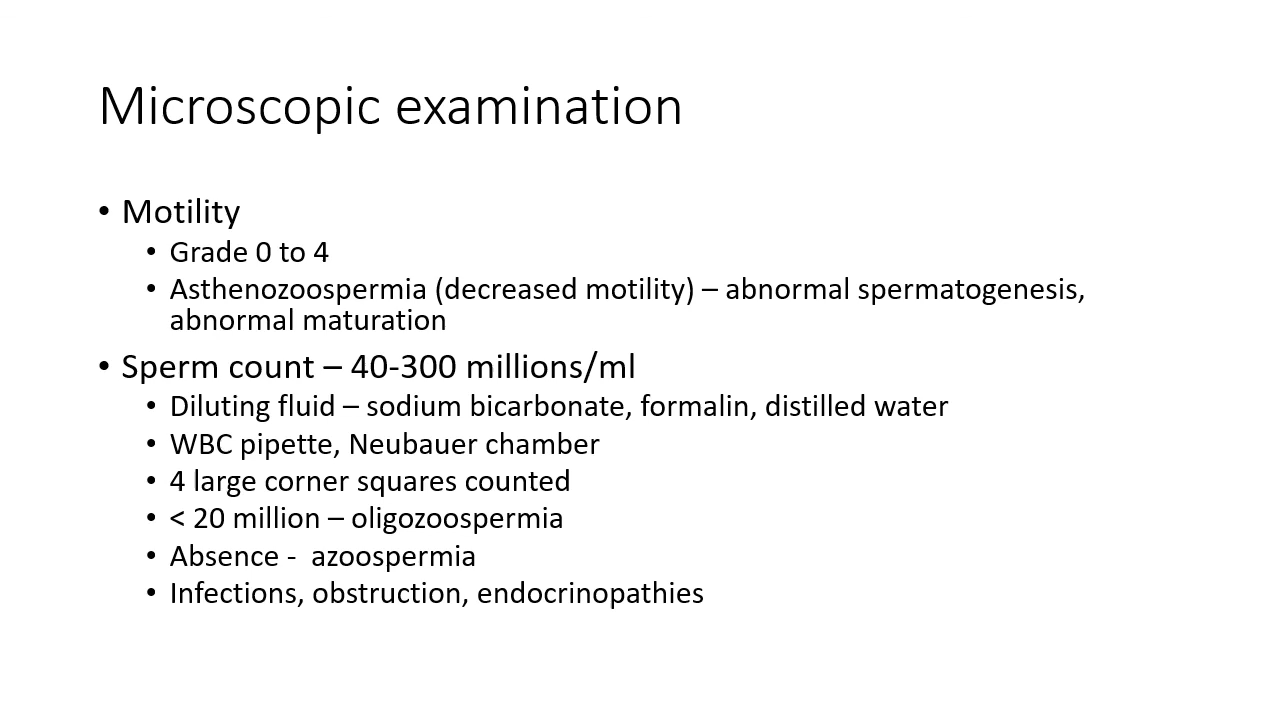 Microscopic examination
• Motility
• Grade 0 to 4
• Asthenozoospermia (decreased motility) – abnormal spermatogenesis,
abnormal maturation
• Sperm count – 40-300 millions/ml
• Diluting fluid – sodium bicarbonate, formalin, distilled water
• WBC pipette, Neubauer chamber
• 4 large corner squares counted
• < 20 million – oligozoospermia
• Absence -  azoospermia
• Infections, obstruction, endocrinopathies